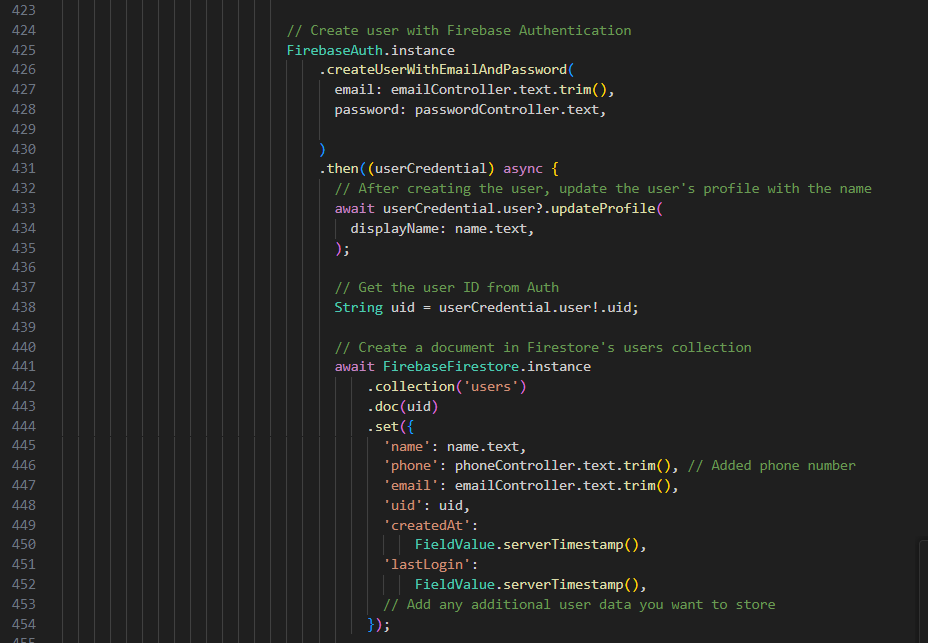 423
424 // Create user with Firebase Authentication
425 FirebaseAuth.instance
426 .createUserWithEmailAndPassword(
427 email: emailController.text.trim(),
428 password: passwordController.text,
429
430 )
431 .then((userCredential) async {
432 // After creating the user, update the user's profile with the name
433 await userCredential.user?.updateProfile(
434 displayName: name.text,
435 );
436
437 // Get the user ID from Auth
438 String uid = userCredential.user!.uid;
439
440 // Create a document in Firestore's users collection
441 await FirebaseFirestore.instance
442 .collection('users')
443 .doc(uid)
444 .set({
445 'name': name.text,
446 'phone': phoneController.text.trim(), // Added phone number
447 'email': emailController.text.trim(),
448 'uid': uid,
449 'createdAt':
450 FieldValue.serverTimestamp(),
451 'lastLogin':
452 FieldValue.serverTimestamp(),
453 // Add any additional user data you want to store
454 });
455